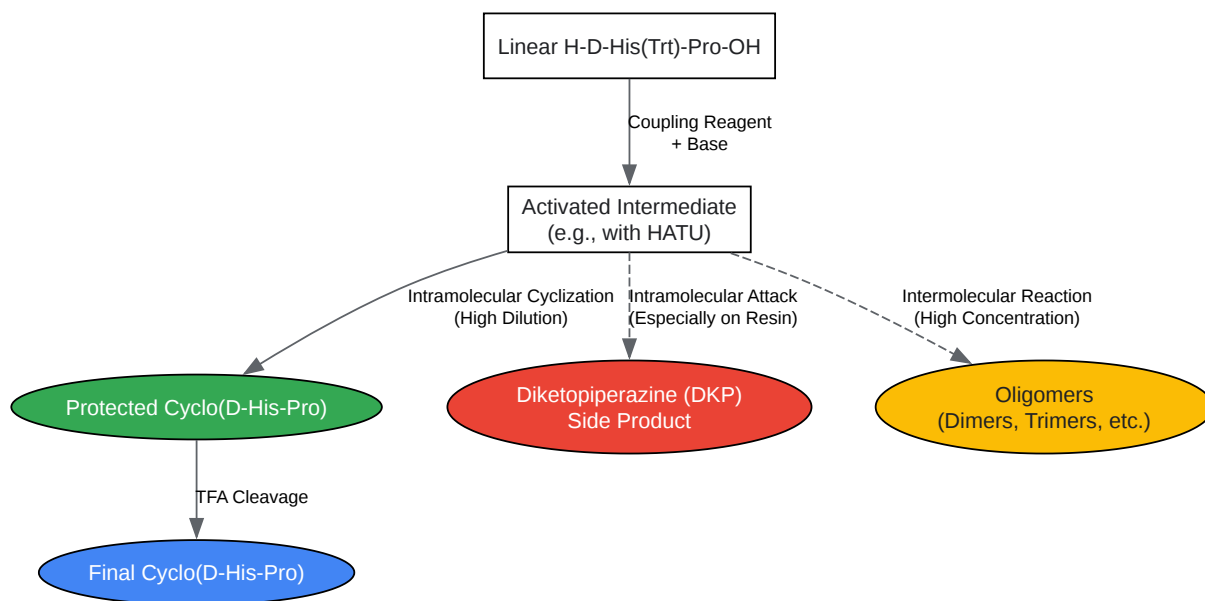 Linear H-D-His(Trt)-Pro-OH
Coupling Reagent
+ Base
Activated Intermediate
(e.g., with HATU)
Intramolecular Cyclization
(High Dilution)
Intramolecular Attack
(Especially on Resin)
Intermolecular Reaction
(High Concentration)
Protected Cyclo(D-His-Pro)
Diketopiperazine (DKP)
Side Product
Oligomers
(Dimers, Trimers, etc.)
TFA Cleavage
Final Cyclo(D-His-Pro)